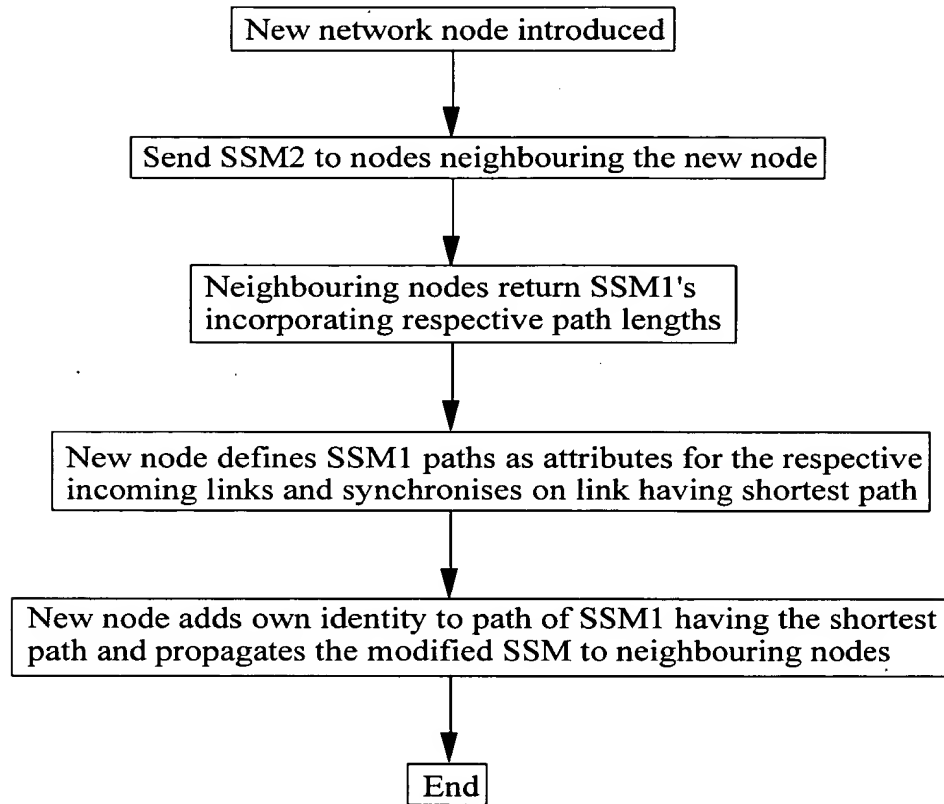 New network node introduced
Send SSM2 to nodes neighbouring the new node
Neighbouring nodes return SSM1's
incorporating respective path lengths
New node defines SSM1 paths as attributes for the respective
incoming links and synchronises on link having shortest path
New node adds own identity to path of SSM1 having the shortest
path and propagates the modified SSM to neighbouring nodes
End